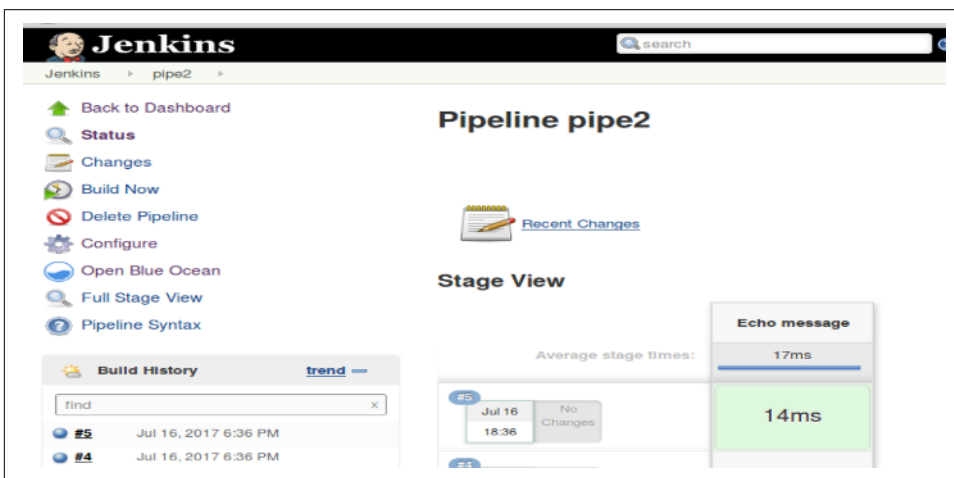 Jenkins
search
Jenkins pipe2
Back to Dashboard
Status
Changes
Build Now
Delete Pipeline
Configure
Open Blue Ocean
Full Stage View
Pipeline Syntax
Build History trend
find ×
#5 Jul 16, 2017 6:36 PM
#4 Jul 16, 2017 6:36 PM
Pipeline pipe2
Recent Changes
Stage View
Echo message
Average stage times: 17ms
#5
Jul 16
18:36
No
Changes
14ms
#4